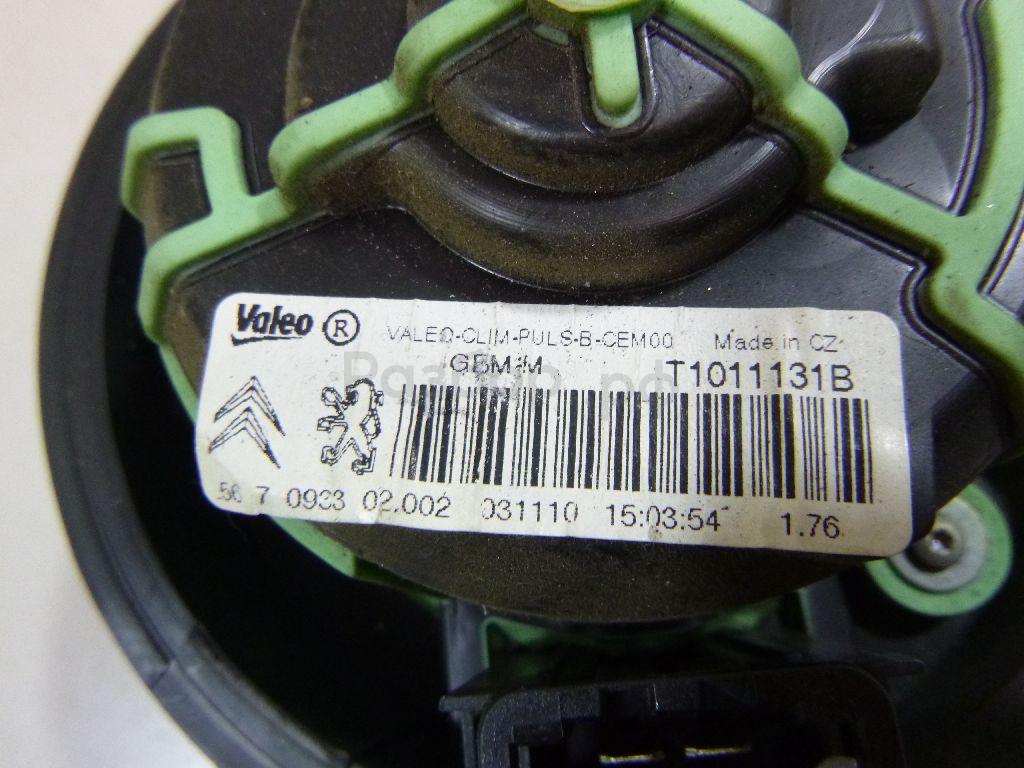 Valeo ® VALEO-CLIM-PULS-B-CEM00 Made in CZ
T1011131B
56 7 0933 02.002 031110 15:03:54 1.76